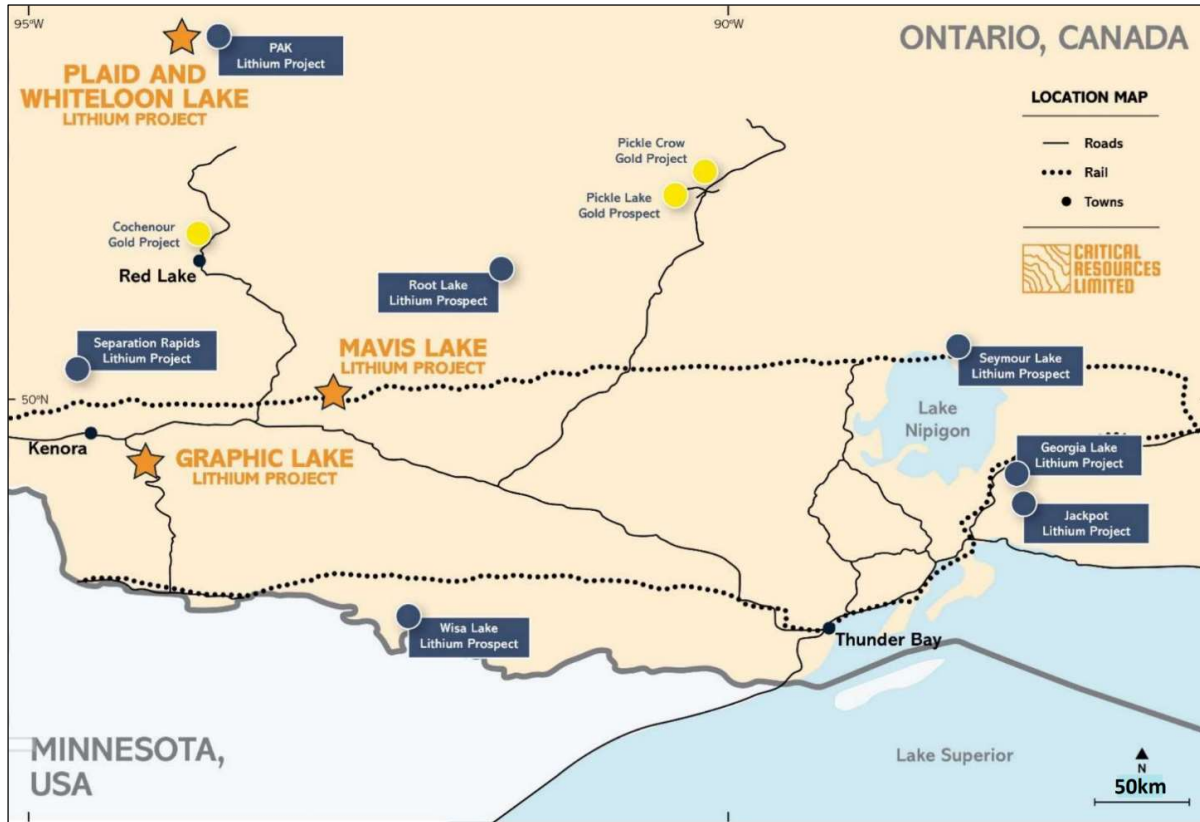 95°W
90°W
ONTARIO, CANADA
PAK
Lithium Project
PLAID AND
WHITELOON LAKE
LITHIUM PROJECT
LOCATION MAP
Roads
Rail
Towns
CRITICAL
RESOURCES
LIMITED
Pickle Crow
Gold Project
Pickle Lake
Gold Prospect
Cochenour
Gold Project
Red Lake
Root Lake
Lithium Prospect
Separation Rapids
Lithium Project
MAVIS LAKE
LITHIUM PROJECT
Seymour Lake
Lithium Prospect
50°N
Lake
Nipigon
Kenora
GRAPHIC LAKE
LITHIUM PROJECT
Georgia Lake
Lithium Project
Jackpot
Lithium Project
Wisa Lake
Lithium Prospect
Thunder Bay
MINNESOTA,
USA
Lake Superior
N
50km